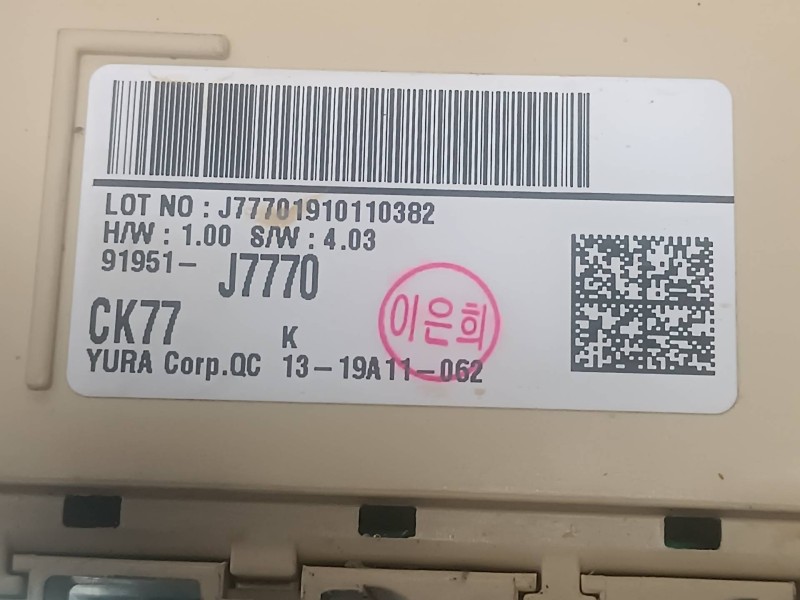 LOT NO : J77701910110382
H/W : 1.00 S/W : 4.03
91951- J7770
이은희
CK77 K
YURA Corp.QC 13-19A11-062